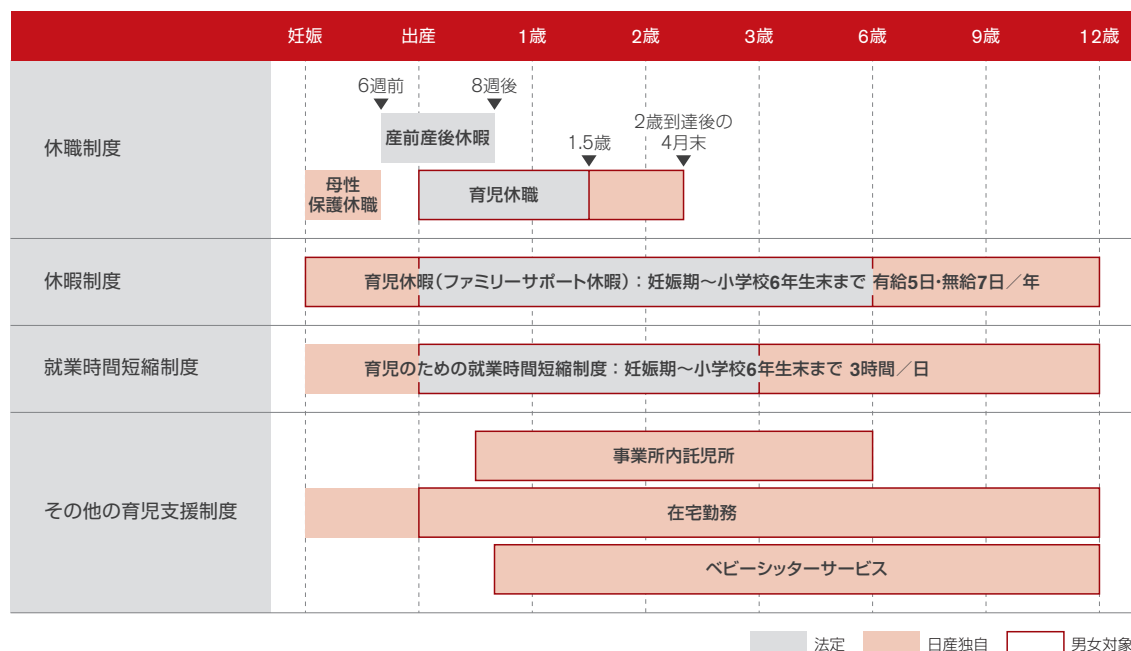 妊娠 出産 1歳 2歳 3歳 6歳 9歳 12歳
休職制度
6週前 8週後
産前産後休暇
1.5歳
2歳到達後の
4月末
母性
保護休職
育児休職
休暇制度
育児休暇(ファミリーサポート休暇):妊娠期〜小学校6年生末まで 有給5日・無給7日/年
就業時間短縮制度
育児のための就業時間短縮制度:妊娠期〜小学校6年生末まで 3時間/日
その他の育児支援制度
事業所内託児所
在宅勤務
ベビーシッターサービス
法定 日産独自 男女対象